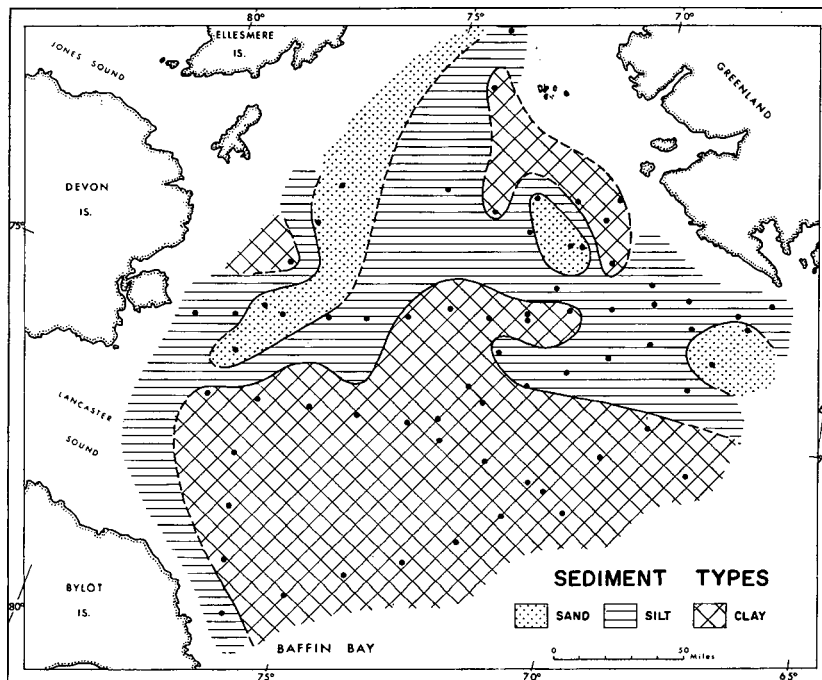 80° 75° 70°
ELLESMERE
IS.
JONES SOUND
GREENLAND
DEVON
IS.
75°
LANCASTER
SOUND
BYLOT
IS.
80°
BAFFIN BAY
SEDIMENT TYPES
SAND SILT CLAY
0 50
Miles
75° 70° 65°